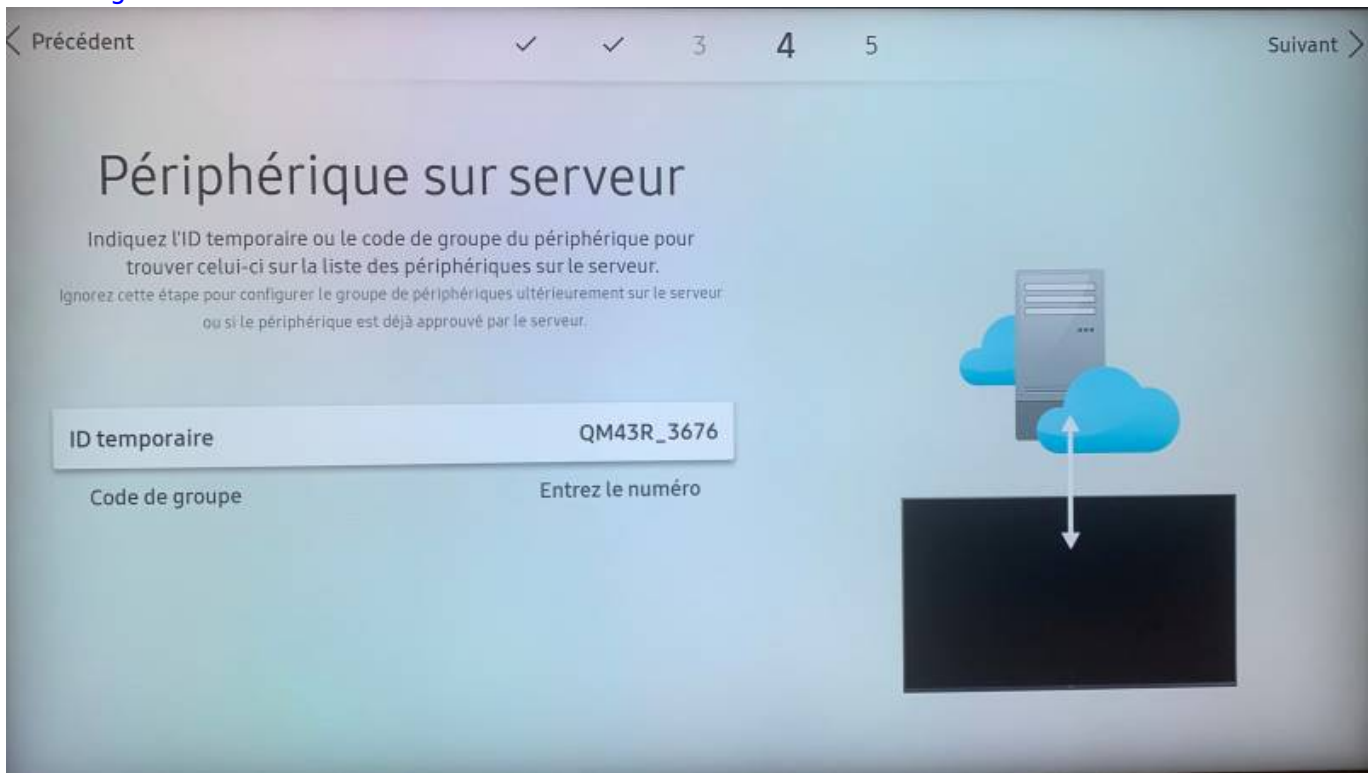 Précédent
3
4
5
Suivant
Périphérique sur serveur
Indiquez l'ID temporaire ou le code de groupe du périphérique pour
trouver celui-ci sur la liste des périphériques sur le serveur.
Ignorez cette étape pour configurer le groupe de périphériques ultérieurement sur le serveur
ou si le périphérique est déjà approuvé par le serveur.
ID temporaire QM43R_3676
Code de groupe Entrez le numéro